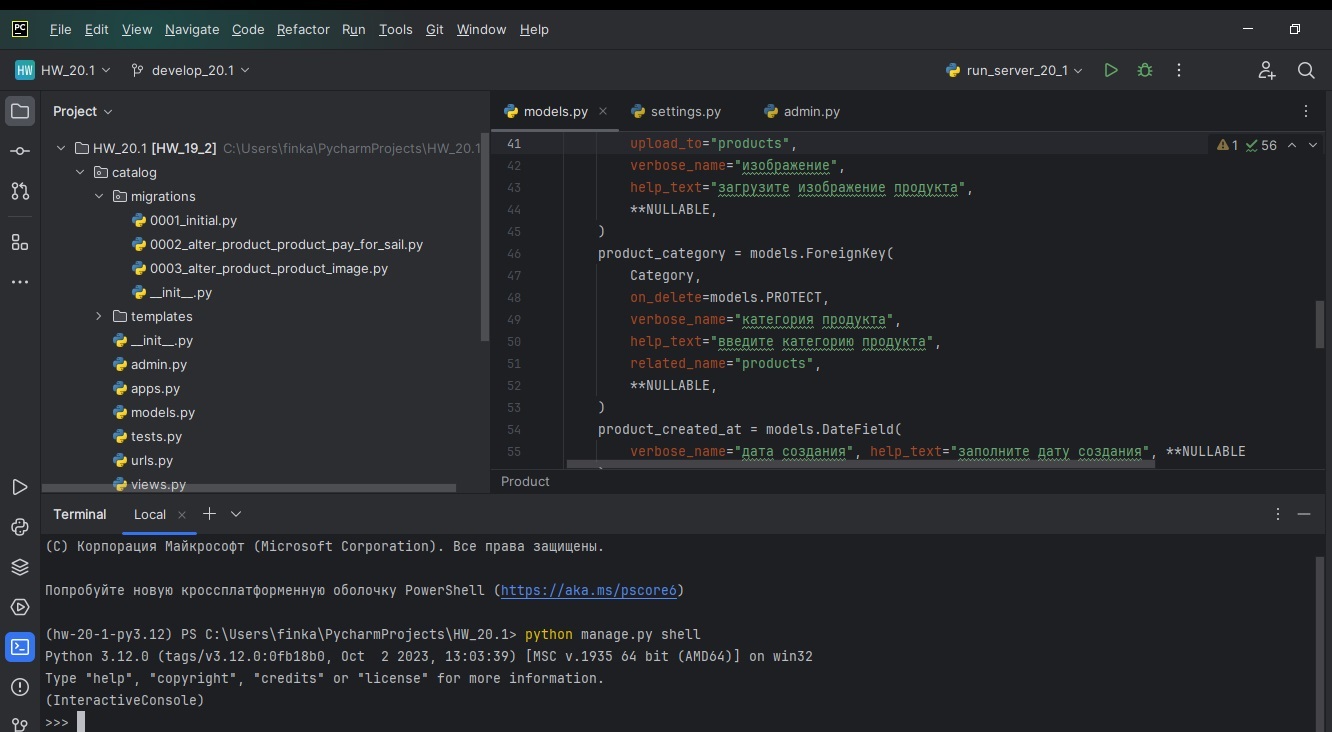 PC File Edit View Navigate Code Refactor Run Tools Git Window Help
HW HW_20.1 develop_20.1 run_server_20_1
Project
HW_20.1 [HW_19_2] C:\Users\finka\PycharmProjects\HW_20.1
catalog
migrations
0001_initial.py
0002_alter_product_product_pay_for_sail.py
0003_alter_product_product_image.py
__init__.py
templates
__init__.py
admin.py
apps.py
models.py
tests.py
urls.py
views.py
models.py settings.py admin.py
1 56
41 upload_to="products",
42 verbose_name="изображение",
43 help_text="загрузите изображение продукта",
44 **NULLABLE,
45 )
46 product_category = models.ForeignKey(
47 Category,
48 on_delete=models.PROTECT,
49 verbose_name="категория продукта",
50 help_text="введите категорию продукта",
51 related_name="products",
52 **NULLABLE,
53 )
54 product_created_at = models.DateField(
55 verbose_name="дата создания", help_text="заполните дату создания", **NULLABLE
Product
Terminal Local
(C) Корпорация Майкрософт (Microsoft Corporation). Все права защищены.
Попробуйте новую кроссплатформенную оболочку PowerShell (https://aka.ms/pscore6)
(hw-20-1-py3.12) PS C:\Users\finka\PycharmProjects\HW_20.1> python manage.py shell
Python 3.12.0 (tags/v3.12.0:0fb18b0, Oct  2 2023, 13:03:39) [MSC v.1935 64 bit (AMD64)] on win32
Type "help", "copyright", "credits" or "license" for more information.
(InteractiveConsole)
>>>